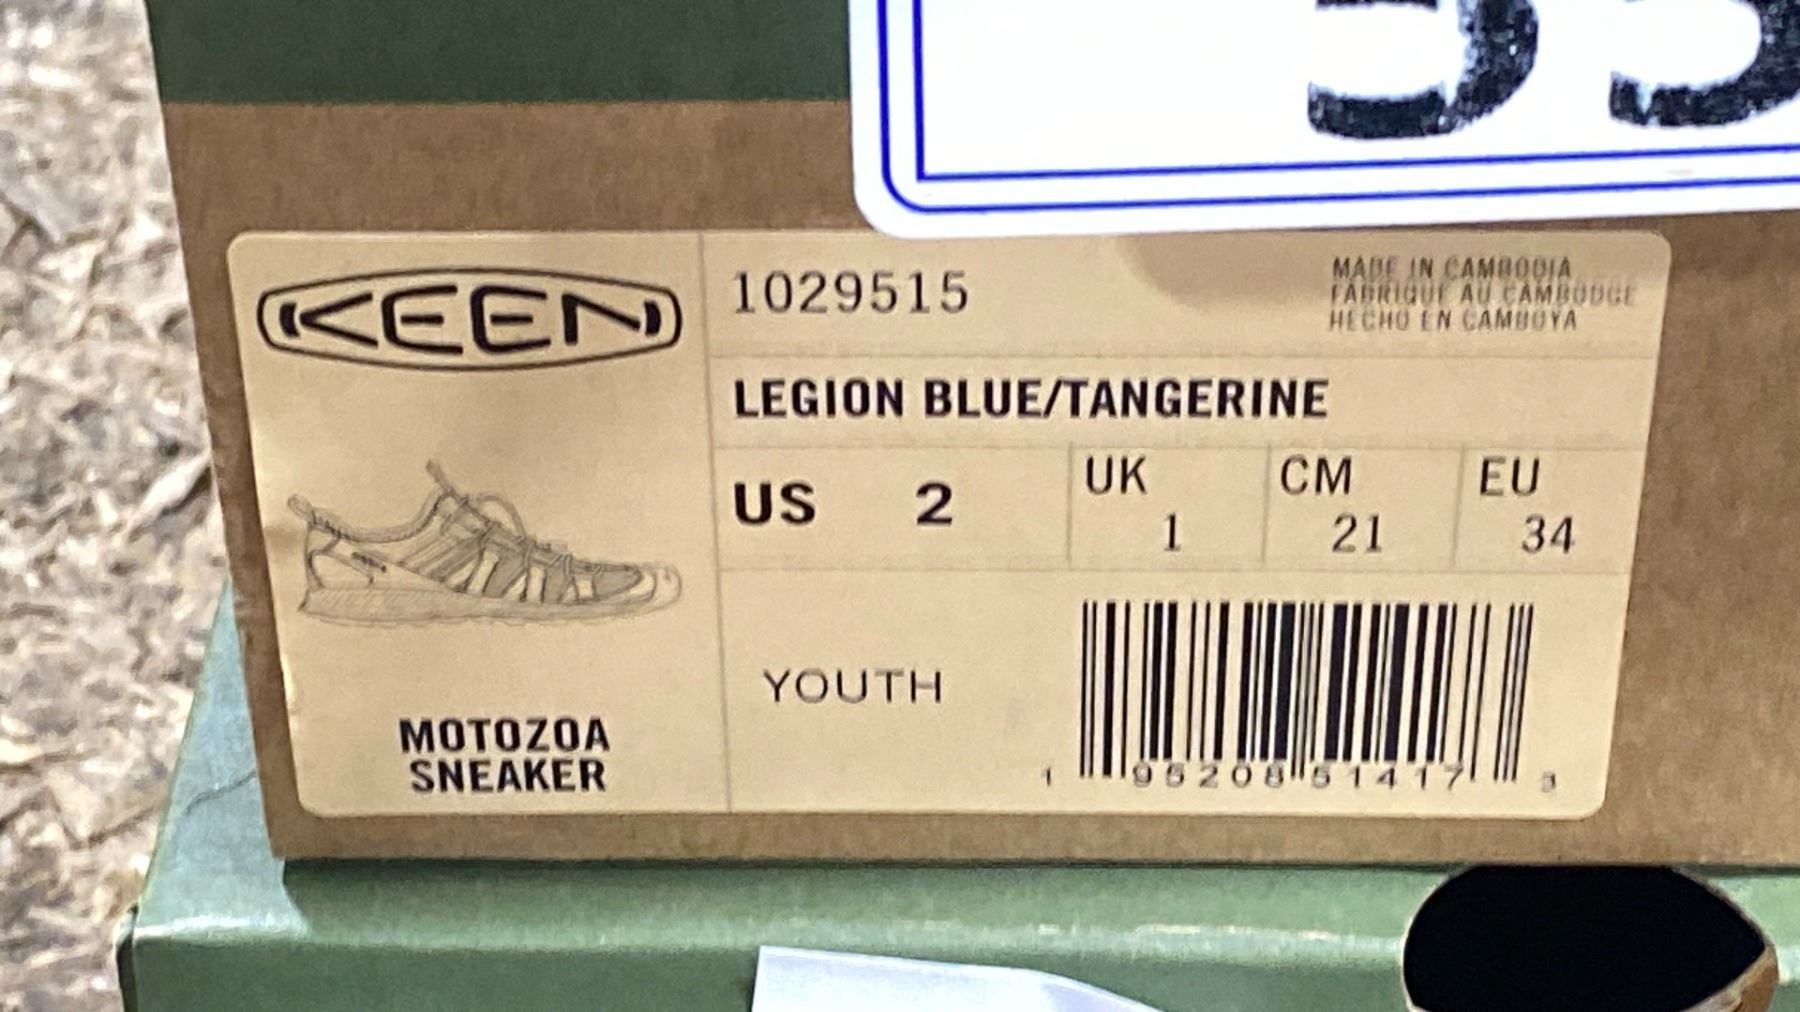 KEEN
1029515
MADE IN CAMBODIA
FABRIQUE AU CAMBODGE
HECHO EN CAMBOYA
LEGION BLUE/TANGERINE
US 2
UK 1
CM 21
EU 34
MOTOZOA
SNEAKER
YOUTH
1 95208 51417 3